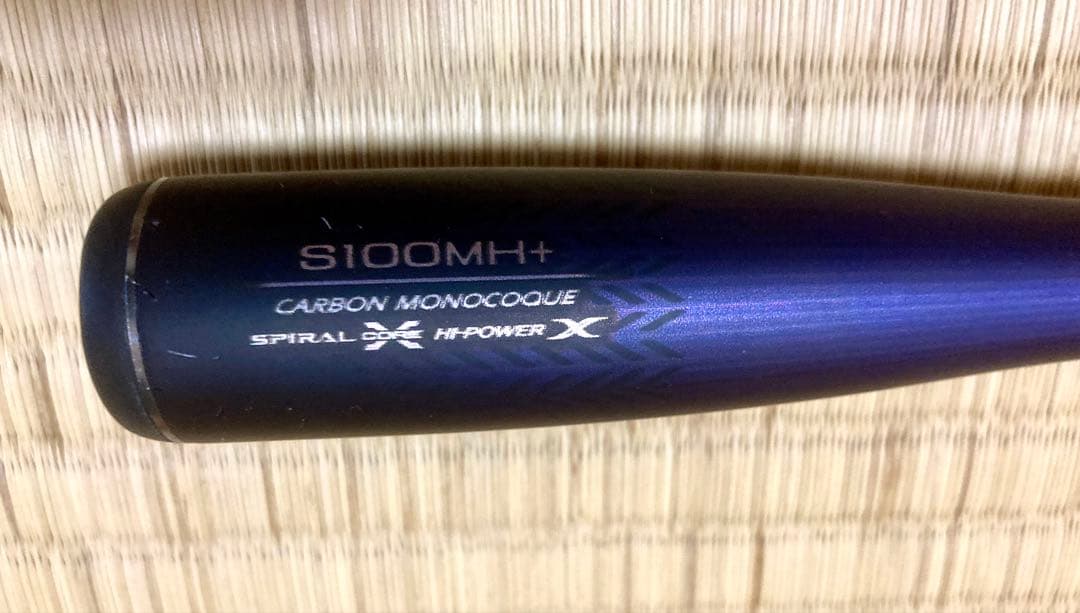 S100MH+
CARBON MONOCOQUE
SPIRAL CORE X HI-POWER X